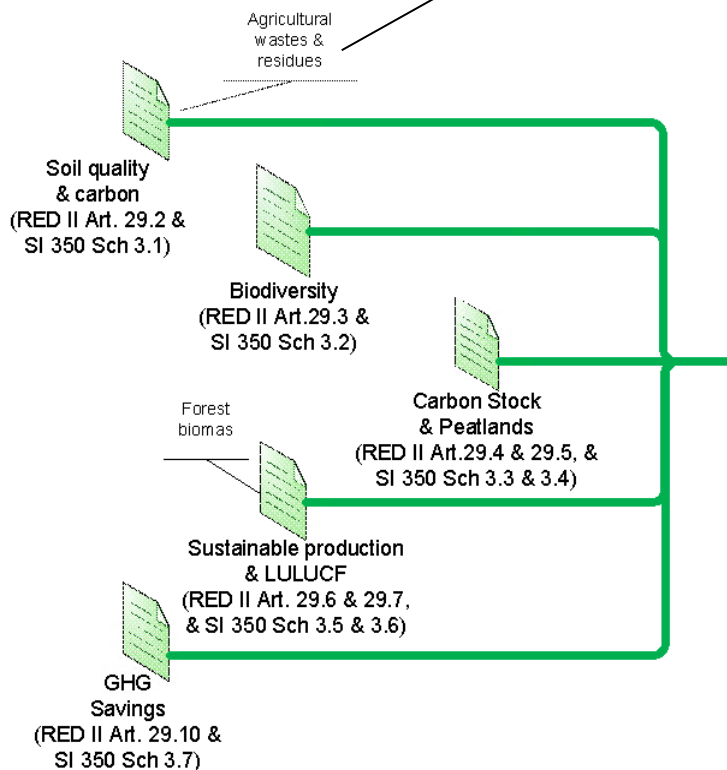 Agricultural
wastes &
residues
Soil quality
& carbon
(RED II Art. 29.2 &
SI 350 Sch 3.1)
Biodiversity
(RED II Art.29.3 &
SI 350 Sch 3.2)
Carbon Stock
& Peatlands
(RED II Art.29.4 & 29.5, &
SI 350 Sch 3.3 & 3.4)
Forest
biomas
Sustainable production
& LULUCF
(RED II Art. 29.6 & 29.7,
& SI 350 Sch 3.5 & 3.6)
GHG
Savings
(RED II Art. 29.10 &
SI 350 Sch 3.7)